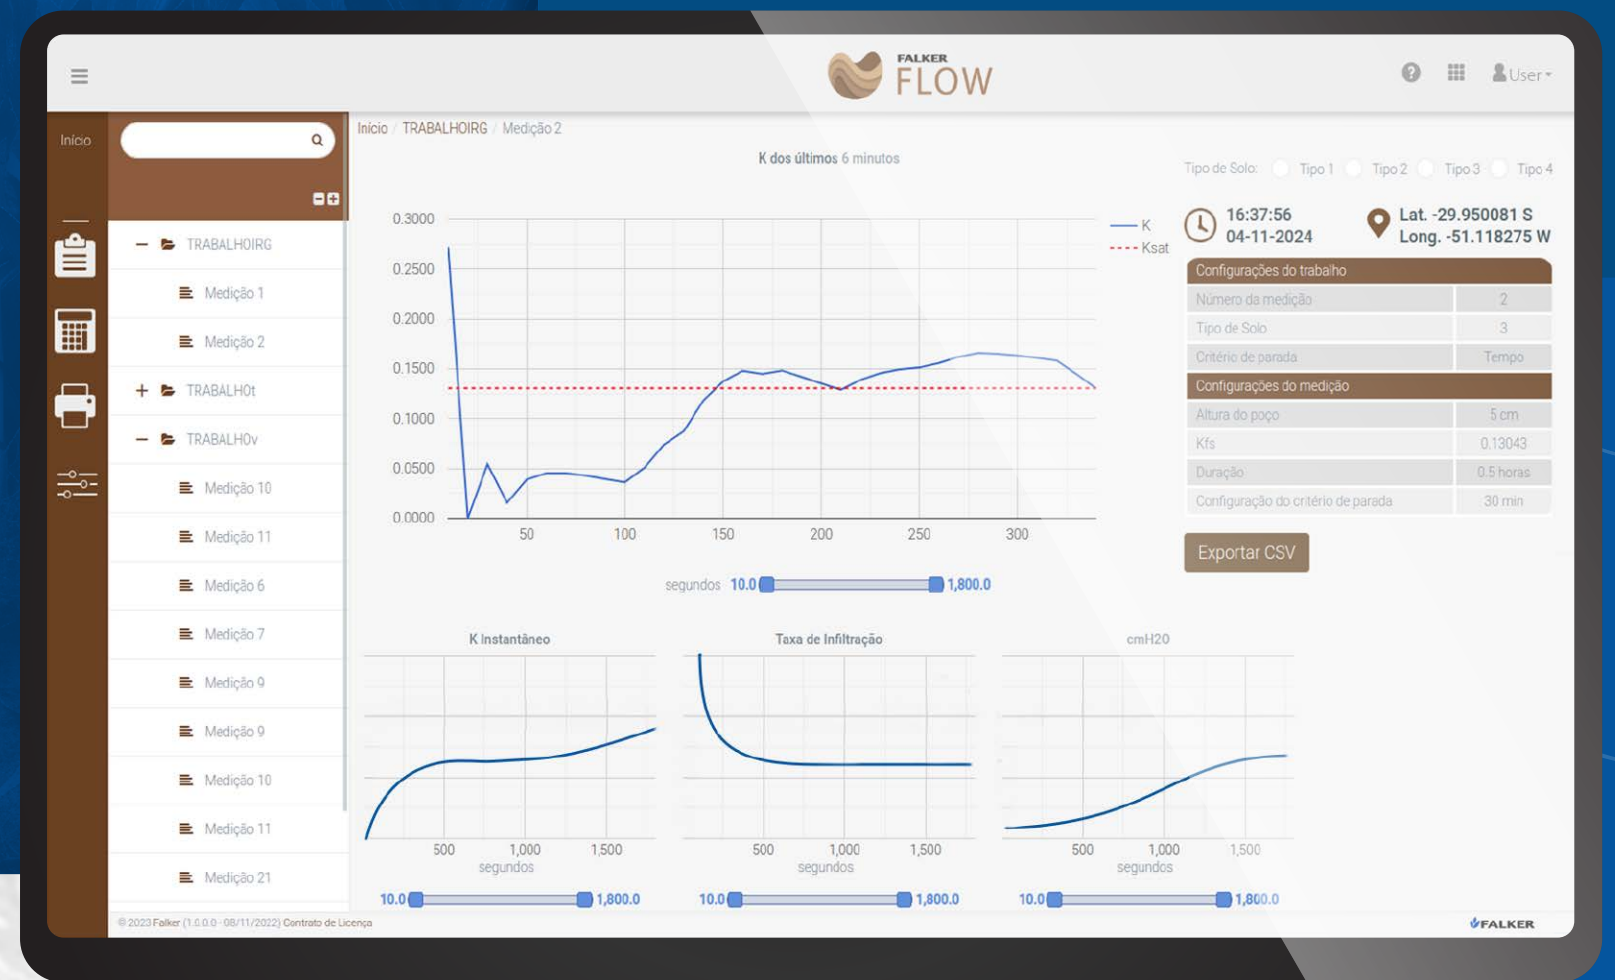 FALKER
FLOW
User
Início
Início / TRABALHOIRG / Medição 2
TRABALHOIRG
Medição 1
Medição 2
TRABALHOt
TRABALHOv
Medição 10
Medição 11
Medição 6
Medição 7
Medição 9
Medição 9
Medição 10
Medição 11
Medição 21
K dos últimos 6 minutos
0.3000
0.2500
0.2000
0.1500
0.1000
0.0500
0.0000
50 100 150 200 250 300
K
Ksat
segundos 10.0 1,800.0
Tipo de Solo: Tipo 1 Tipo 2 Tipo 3 Tipo 4
16:37:56
04-11-2024
Lat. -29.950081 S
Long. -51.118275 W
Configurações do trabalho
Número da medição 2
Tipo de Solo 3
Critério de parada Tempo
Configurações do medição
Altura do poço 5 cm
Kfs 0.13043
Duração 0.5 horas
Configuração do critério de parada 30 min
Exportar CSV
K Instantâneo
500 1,000 1,500
segundos
10.0 1,800.0
Taxa de Infiltração
500 1,000 1,500
segundos
10.0 1,800.0
cmH20
500 1,000 1,500
segundos
10.0 1,800.0
© 2023 Falker (1.0.0.0 - 08/11/2022) Contrato de Licença
FALKER